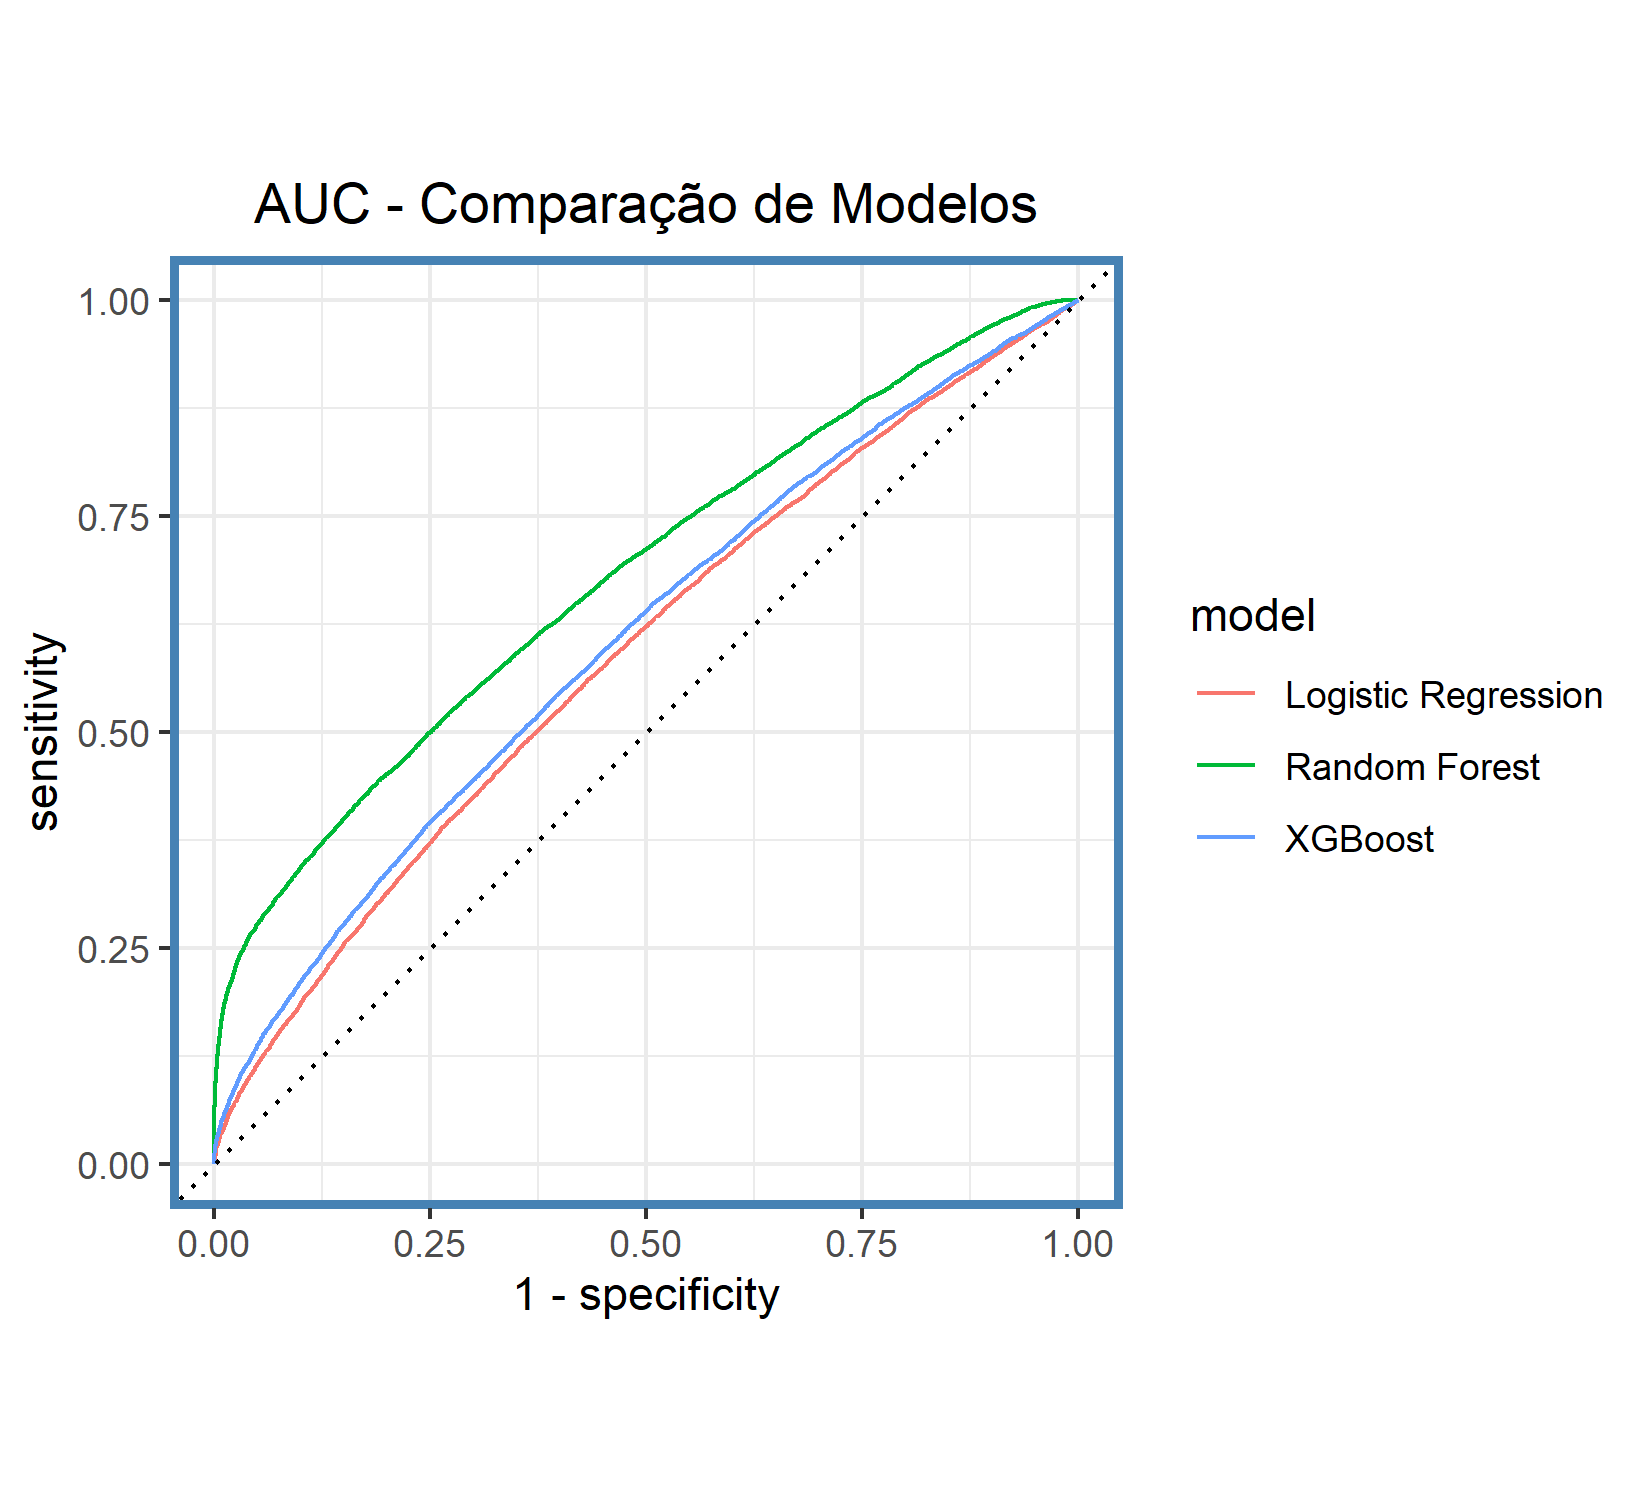 AUC - Comparação de Modelos
sensitivity
1.00
0.75
0.50
0.25
0.00
0.00 0.25 0.50 0.75 1.00
1 - specificity
model
Logistic Regression
Random Forest
XGBoost